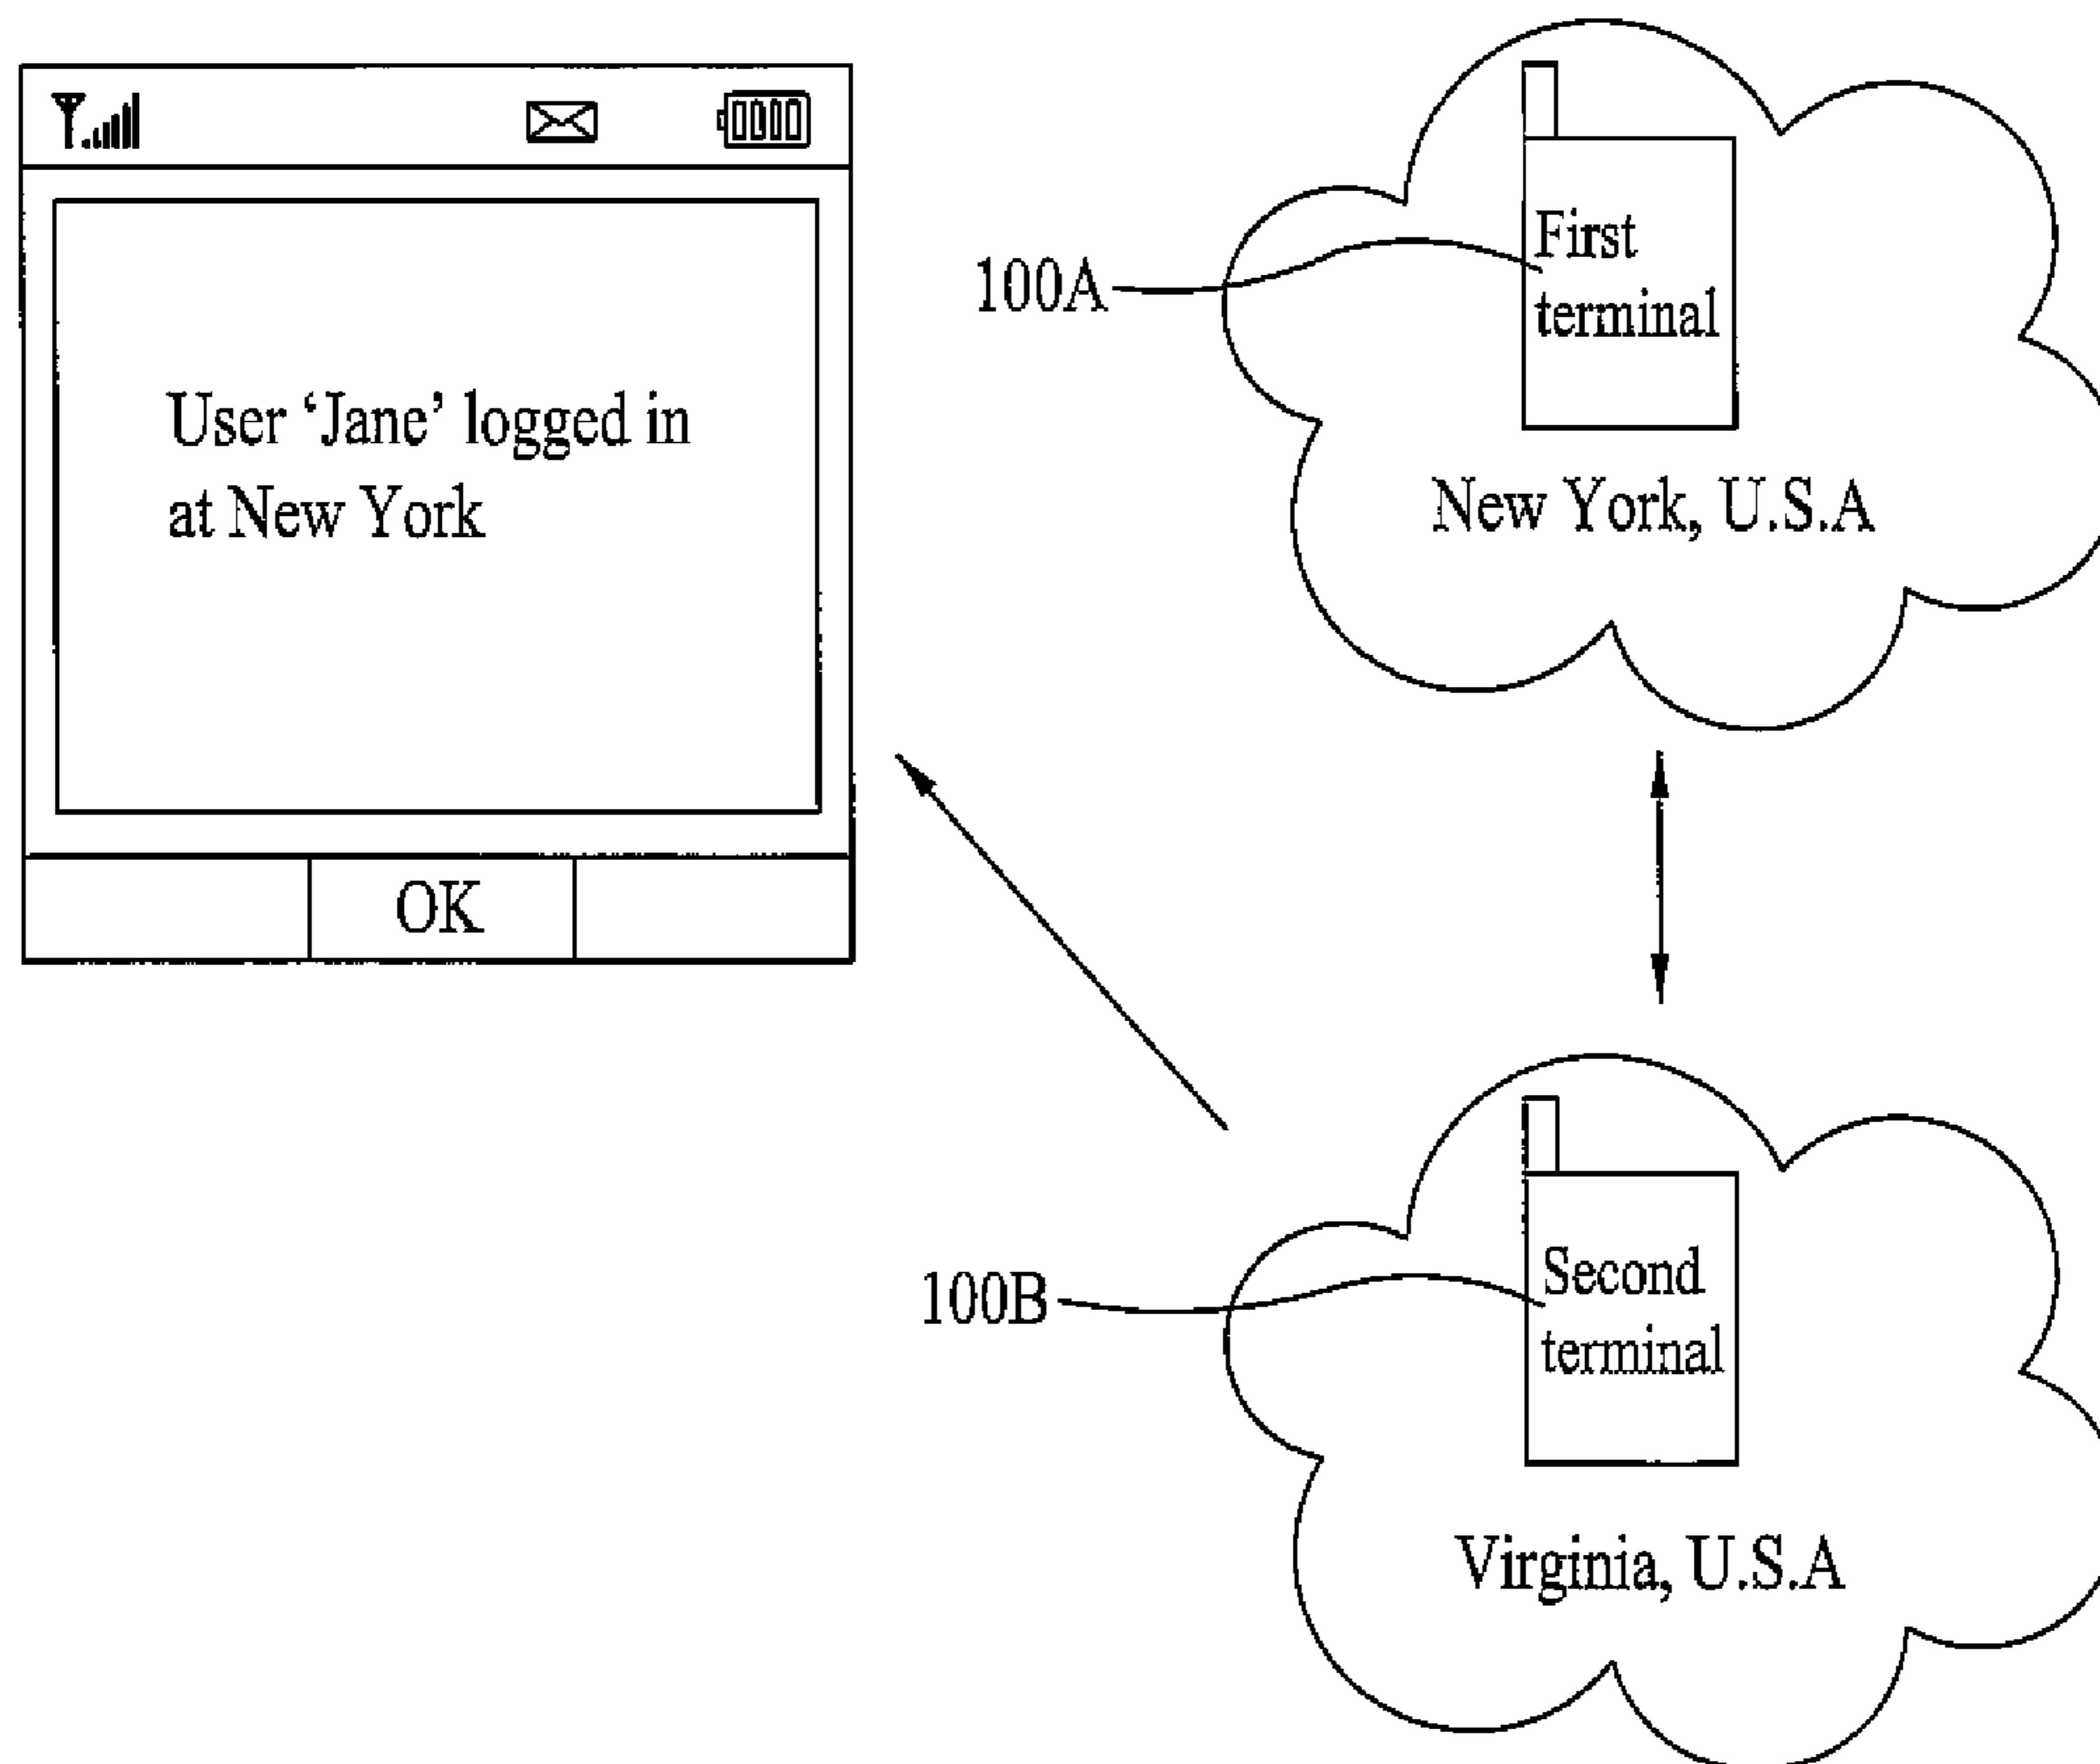 User ‘Jane’ logged in
at New York
OK
100A
First
terminal
New York, U.S.A
100B
Second
terminal
Virginia, U.S.A